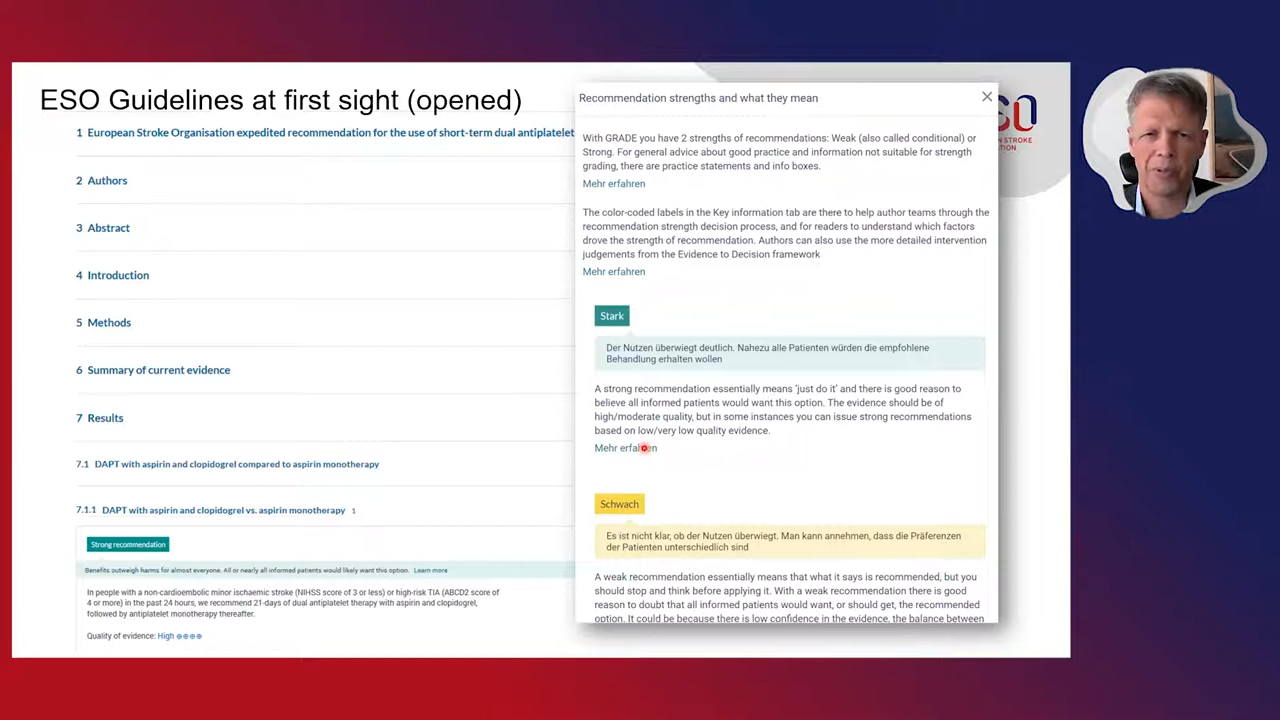 ESO Guidelines at first sight (opened)
1 European Stroke Organisation expedited recommendation for the use of short-term dual antiplatelet
2 Authors
3 Abstract
4 Introduction
5 Methods
6 Summary of current evidence
7 Results
7.1 DAPT with aspirin and clopidogrel compared to aspirin monotherapy
7.1.1 DAPT with aspirin and clopidogrel vs. aspirin monotherapy 1
Strong recommendation
Benefits outweigh harms for almost everyone. All or nearly all informed patients would likely want this option. Learn more
In people with a non-cardioembolic minor ischaemic stroke (NIHSS score of 3 or less) or high-risk TIA (ABCD2 score of
4 or more) in the past 24 hours, we recommend 21-days of dual antiplatelet therapy with aspirin and clopidogrel,
followed by antiplatelet monotherapy thereafter.
Quality of evidence: High ⊕⊕⊕⊕
Recommendation strengths and what they mean
With GRADE you have 2 strengths of recommendations: Weak (also called conditional) or
Strong. For general advice about good practice and information not suitable for strength
grading, there are practice statements and info boxes.
Mehr erfahren
The color-coded labels in the Key information tab are there to help author teams through the
recommendation strength decision process, and for readers to understand which factors
drove the strength of recommendation. Authors can also use the more detailed intervention
judgements from the Evidence to Decision framework
Mehr erfahren
Stark
Der Nutzen überwiegt deutlich. Nahezu alle Patienten würden die empfohlene
Behandlung erhalten wollen
A strong recommendation essentially means 'just do it' and there is good reason to
believe all informed patients would want this option. The evidence should be of
high/moderate quality, but in some instances you can issue strong recommendations
based on low/very low quality evidence.
Mehr erfahren
Schwach
Es ist nicht klar, ob der Nutzen überwiegt. Man kann annehmen, dass die Präferenzen
der Patienten unterschiedlich sind
A weak recommendation essentially means that what it says is recommended, but you
should stop and think before applying it. With a weak recommendation there is good
reason to doubt that all informed patients would want, or should get, the recommended
option. It could be because there is low confidence in the evidence, the balance between